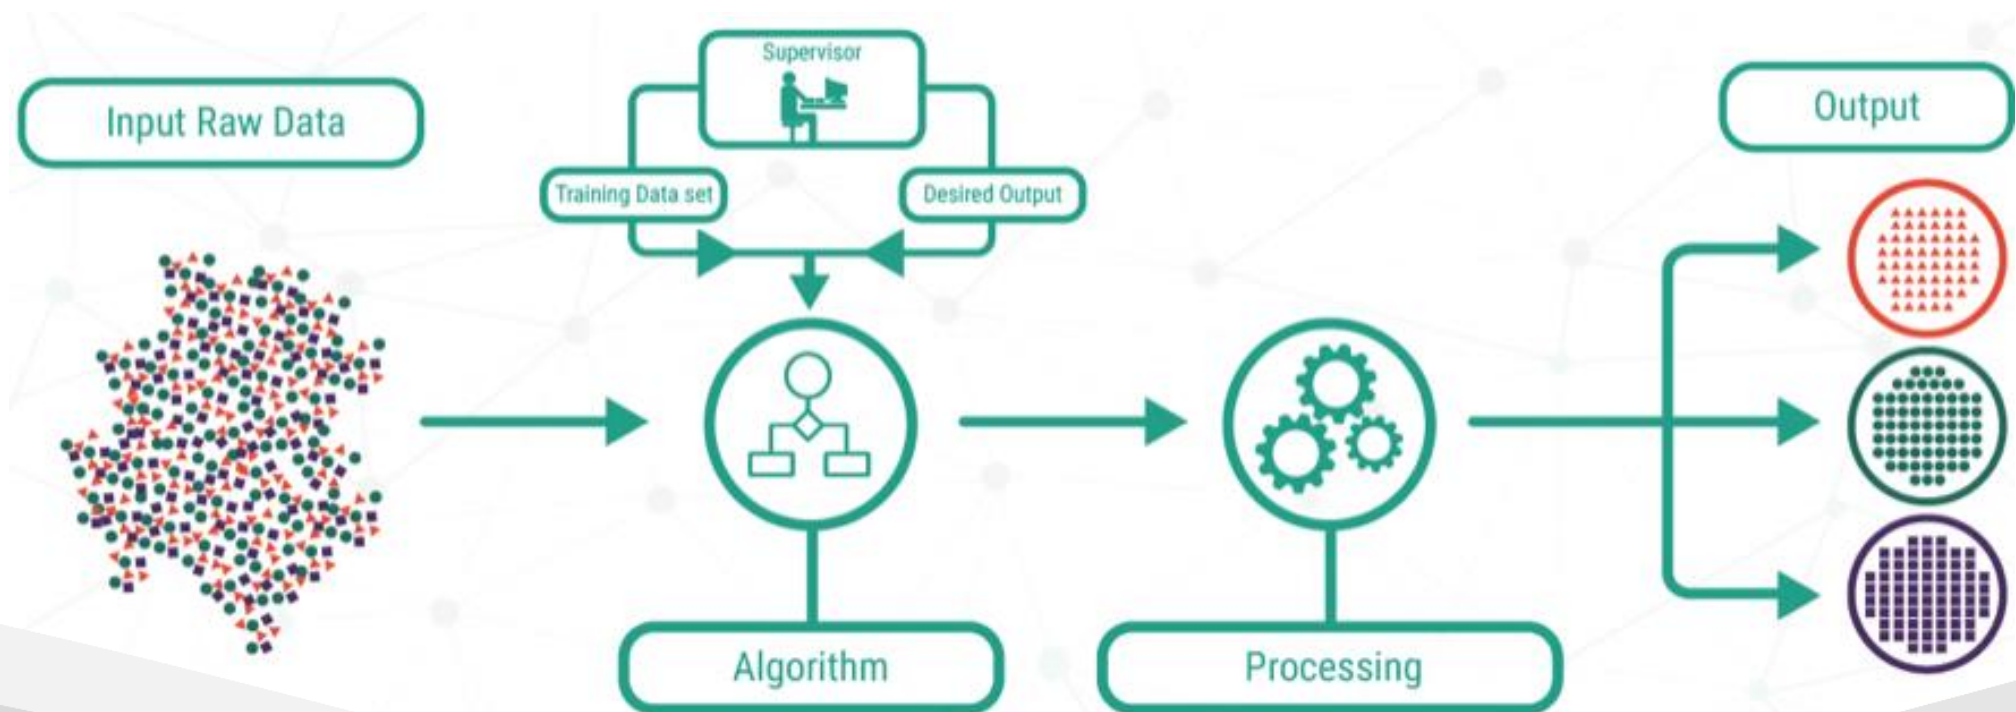 Input Raw Data
Supervisor
Training Data set
Desired Output
Algorithm
Processing
Output